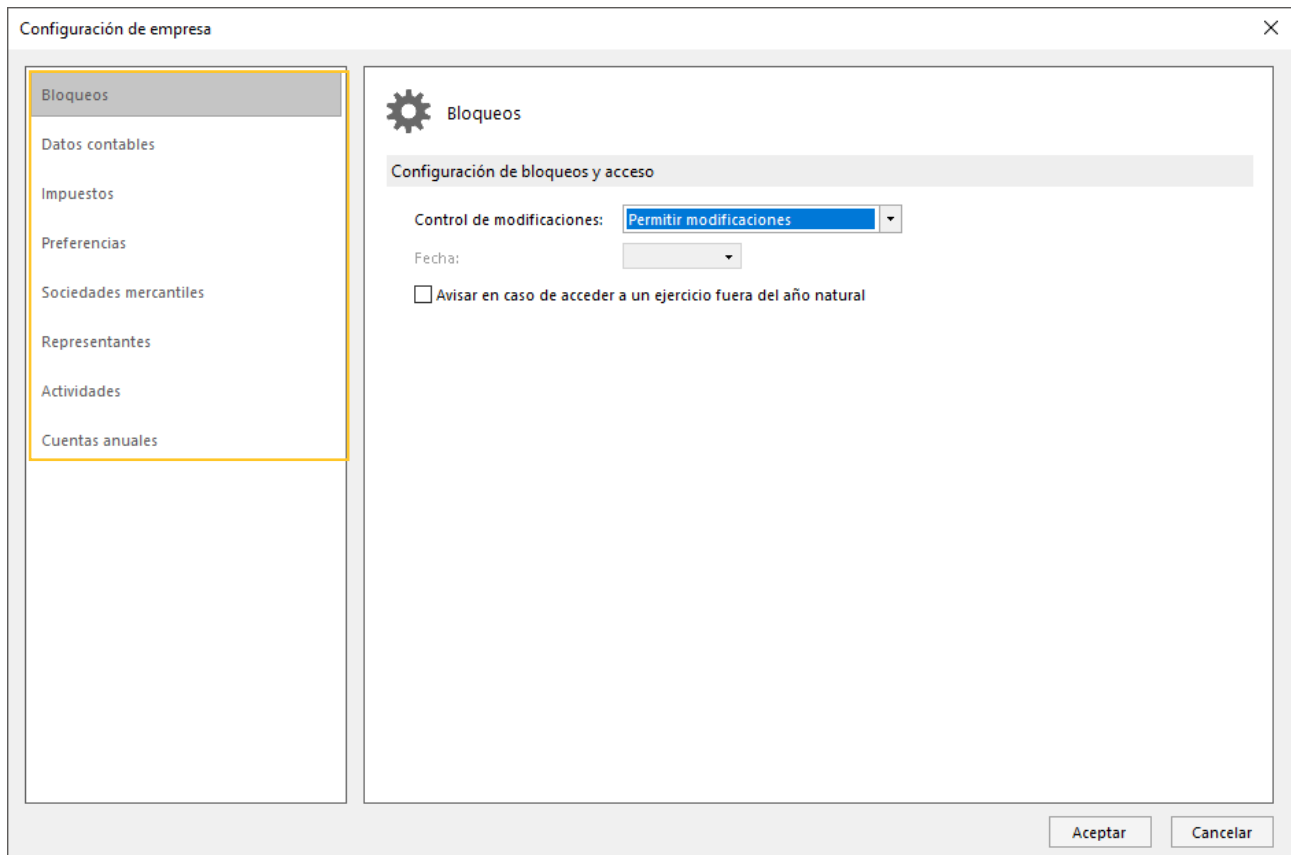 Configuración de empresa
Bloqueos
Datos contables
Impuestos
Preferencias
Sociedades mercantiles
Representantes
Actividades
Cuentas anuales
Bloqueos
Configuración de bloqueos y acceso
Control de modificaciones: Permitir modificaciones
Fecha:
Avisar en caso de acceder a un ejercicio fuera del año natural
Aceptar Cancelar